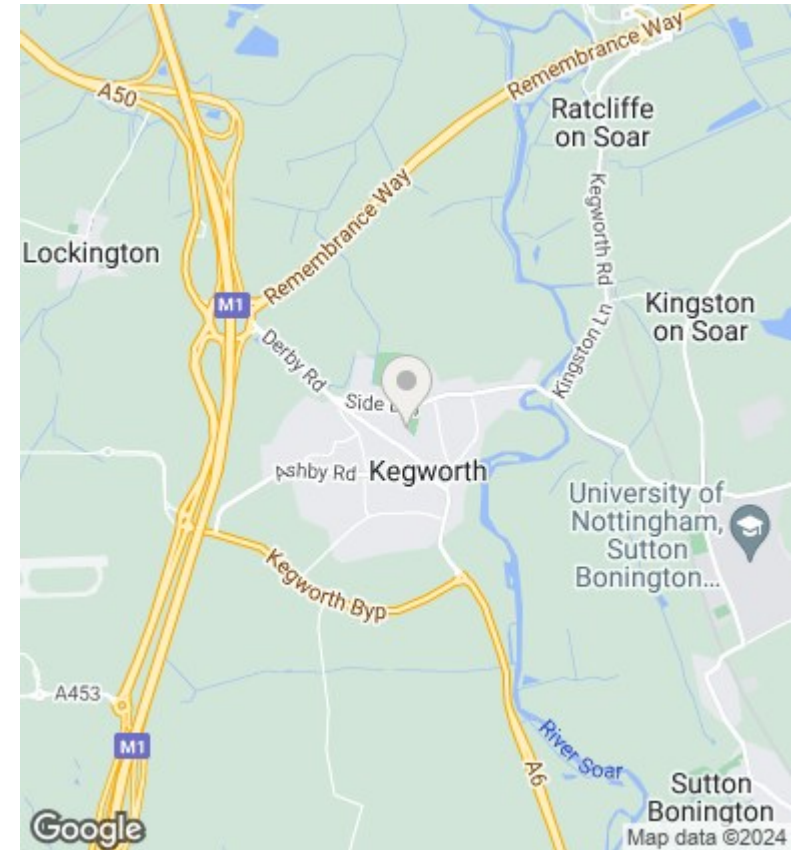 Remembrance Way
A50
Ratcliffe
on Soar
Remembrance Way
Kegworth Rd
Lockington
M1
Kingston
on Soar
Kingston Ln
Derby Rd
Side
Ashby Rd
Kegworth
University of
Nottingham,
Sutton
Bonington...
Kegworth Byp
A453
M1
River Soar
A6
Sutton
Bonington
Google
Map data ©2024